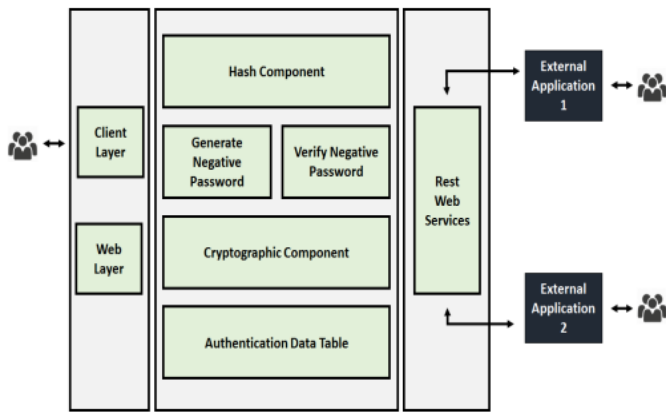 Hash Component
Client
Layer
Generate
Negative
Password
Verify Negative
Password
Web
Layer
Cryptographic Component
Authentication Data Table
Rest
Web
Services
External
Application
1
External
Application
2